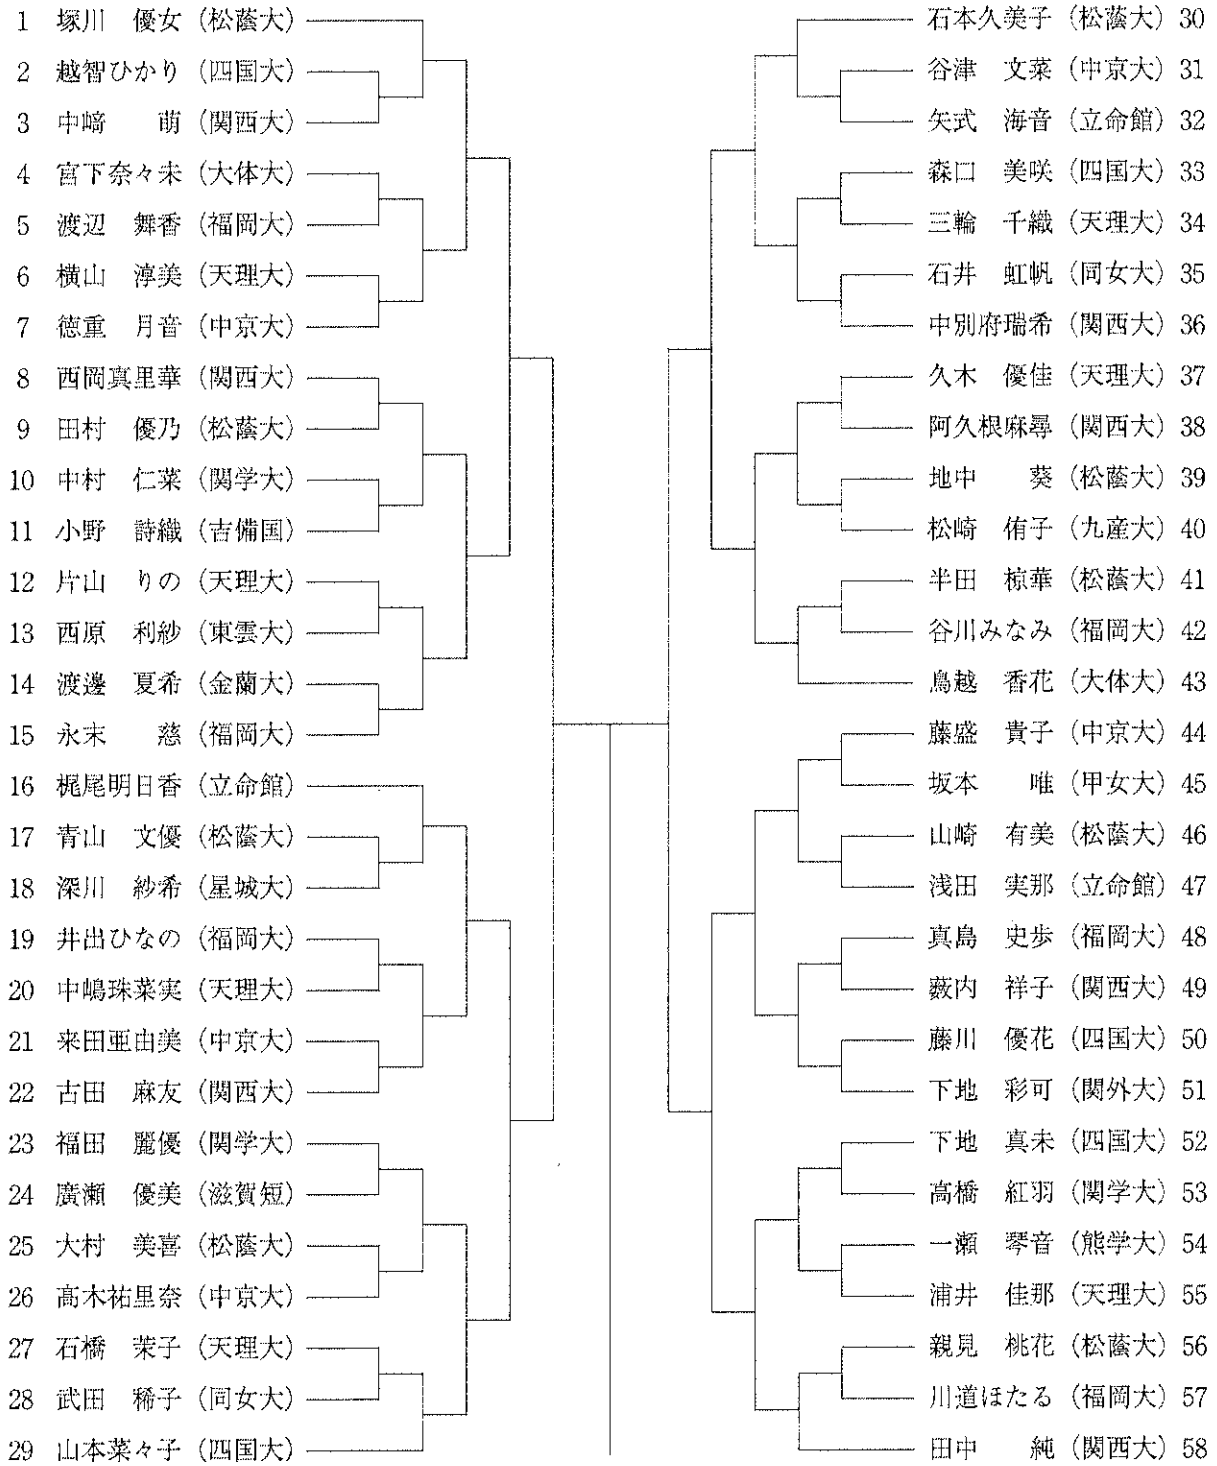 1 塚川 優女 (松蔭大)
2 越智ひかり (四国大)
3 中﨑 萌 (関西大)
4 宮下奈々未 (大体大)
5 渡辺 舞香 (福岡大)
6 横山 淳美 (天理大)
7 徳重 月音 (中京大)
8 西岡真里華 (関西大)
9 田村 優乃 (松蔭大)
10 中村 仁菜 (関学大)
11 小野 詩織 (吉備国)
12 片山 りの (天理大)
13 西原 利紗 (東雲大)
14 渡邊 夏希 (金蘭大)
15 永末 慈 (福岡大)
16 梶尾明日香 (立命館)
17 青山 文優 (松蔭大)
18 深川 紗希 (星城大)
19 井出ひなの (福岡大)
20 中嶋珠菜実 (天理大)
21 来田亜由美 (中京大)
22 古田 麻友 (関西大)
23 福田 麗優 (関学大)
24 廣瀬 優美 (滋賀短)
25 大村 美喜 (松蔭大)
26 髙木祐里奈 (中京大)
27 石橋 茉子 (天理大)
28 武田 稀子 (同女大)
29 山本菜々子 (四国大)
石本久美子 (松蔭大) 30
谷津 文菜 (中京大) 31
矢式 海音 (立命館) 32
森口 美咲 (四国大) 33
三輪 千織 (天理大) 34
石井 虹帆 (同女大) 35
中別府瑞希 (関西大) 36
久木 優佳 (天理大) 37
阿久根麻尋 (関西大) 38
地中 葵 (松蔭大) 39
松崎 侑子 (九産大) 40
半田 椋華 (松蔭大) 41
谷川みなみ (福岡大) 42
鳥越 香花 (大体大) 43
藤盛 貴子 (中京大) 44
坂本 唯 (甲女大) 45
山崎 有美 (松蔭大) 46
浅田 実那 (立命館) 47
真島 史歩 (福岡大) 48
薮内 祥子 (関西大) 49
藤川 優花 (四国大) 50
下地 彩可 (関外大) 51
下地 真未 (四国大) 52
高橋 紅羽 (関学大) 53
一瀬 琴音 (熊学大) 54
浦井 佳那 (天理大) 55
親見 桃花 (松蔭大) 56
川道ほたる (福岡大) 57
田中 純 (関西大) 58